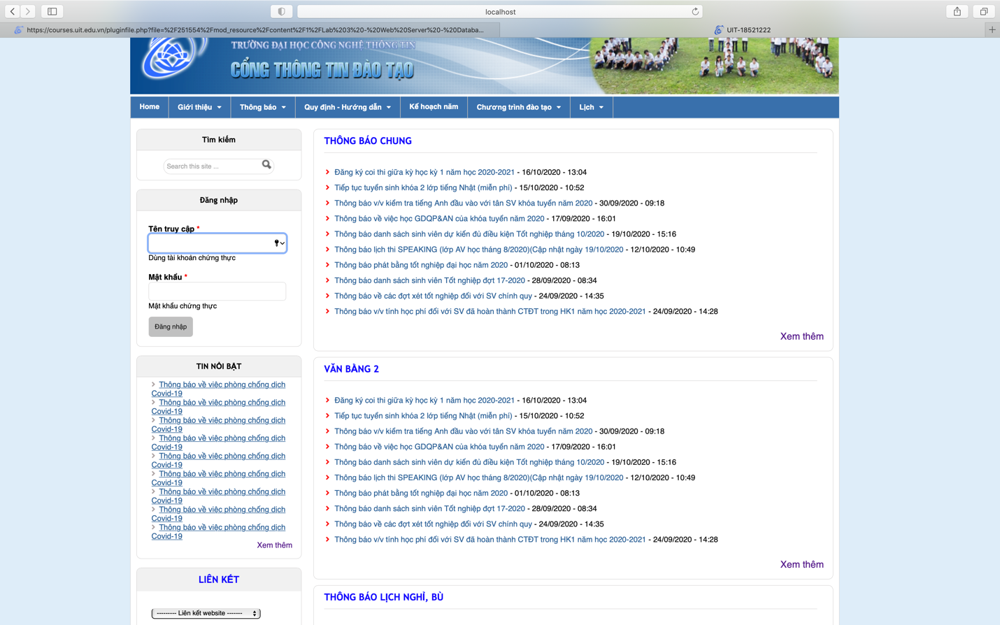 localhost
https://courses.uit.edu.vn/pluginfile.php?file=%2F251554%2Fmod_resource%2Fcontent%2F1%2FLab%203%20-%20Web%20Server%20-%20Databa...
UIT-18521222
TRƯỜNG ĐẠI HỌC CÔNG NGHỆ THÔNG TIN
CỔNG THÔNG TIN ĐÀO TẠO
Home
Giới thiệu
Thông báo
Quy định - Hướng dẫn
Kế hoạch năm
Chương trình đào tạo
Lịch
Tìm kiếm
Search this site ...
Đăng nhập
Tên truy cập *
Dùng tài khoản chứng thực
Mật khẩu *
Mật khẩu chứng thực
Đăng nhập
TIN NỔI BẬT
Thông báo về việc phòng chống dịch
Covid-19
Thông báo về việc phòng chống dịch
Covid-19
Thông báo về việc phòng chống dịch
Covid-19
Thông báo về việc phòng chống dịch
Covid-19
Thông báo về việc phòng chống dịch
Covid-19
Thông báo về việc phòng chống dịch
Covid-19
Thông báo về việc phòng chống dịch
Covid-19
Thông báo về việc phòng chống dịch
Covid-19
Thông báo về việc phòng chống dịch
Covid-19
Xem thêm
LIÊN KẾT
--------- Liên kết website -------
THÔNG BÁO CHUNG
Đăng ký coi thi giữa kỳ học kỳ 1 năm học 2020-2021 - 16/10/2020 - 13:04
Tiếp tục tuyển sinh khóa 2 lớp tiếng Nhật (miễn phí) - 15/10/2020 - 10:52
Thông báo v/v kiểm tra tiếng Anh đầu vào với tân SV khóa tuyển năm 2020 - 30/09/2020 - 09:18
Thông báo về việc học GDQP&AN của khóa tuyển năm 2020 - 17/09/2020 - 16:01
Thông báo danh sách sinh viên dự kiến đủ điều kiện Tốt nghiệp tháng 10/2020 - 19/10/2020 - 15:16
Thông báo lịch thi SPEAKING (lớp AV học tháng 8/2020)(Cập nhật ngày 19/10/2020 - 12/10/2020 - 10:49
Thông báo phát bằng tốt nghiệp đại học năm 2020 - 01/10/2020 - 08:13
Thông báo danh sách sinh viên Tốt nghiệp đợt 17-2020 - 28/09/2020 - 08:34
Thông báo về các đợt xét tốt nghiệp đối với SV chính quy - 24/09/2020 - 14:35
Thông báo v/v tính học phí đối với SV đã hoàn thành CTĐT trong HK1 năm học 2020-2021 - 24/09/2020 - 14:28
Xem thêm
VĂN BẰNG 2
Đăng ký coi thi giữa kỳ học kỳ 1 năm học 2020-2021 - 16/10/2020 - 13:04
Tiếp tục tuyển sinh khóa 2 lớp tiếng Nhật (miễn phí) - 15/10/2020 - 10:52
Thông báo v/v kiểm tra tiếng Anh đầu vào với tân SV khóa tuyển năm 2020 - 30/09/2020 - 09:18
Thông báo về việc học GDQP&AN của khóa tuyển năm 2020 - 17/09/2020 - 16:01
Thông báo danh sách sinh viên dự kiến đủ điều kiện Tốt nghiệp tháng 10/2020 - 19/10/2020 - 15:16
Thông báo lịch thi SPEAKING (lớp AV học tháng 8/2020)(Cập nhật ngày 19/10/2020 - 12/10/2020 - 10:49
Thông báo phát bằng tốt nghiệp đại học năm 2020 - 01/10/2020 - 08:13
Thông báo danh sách sinh viên Tốt nghiệp đợt 17-2020 - 28/09/2020 - 08:34
Thông báo về các đợt xét tốt nghiệp đối với SV chính quy - 24/09/2020 - 14:35
Thông báo v/v tính học phí đối với SV đã hoàn thành CTĐT trong HK1 năm học 2020-2021 - 24/09/2020 - 14:28
Xem thêm
THÔNG BÁO LỊCH NGHỈ, BÙ